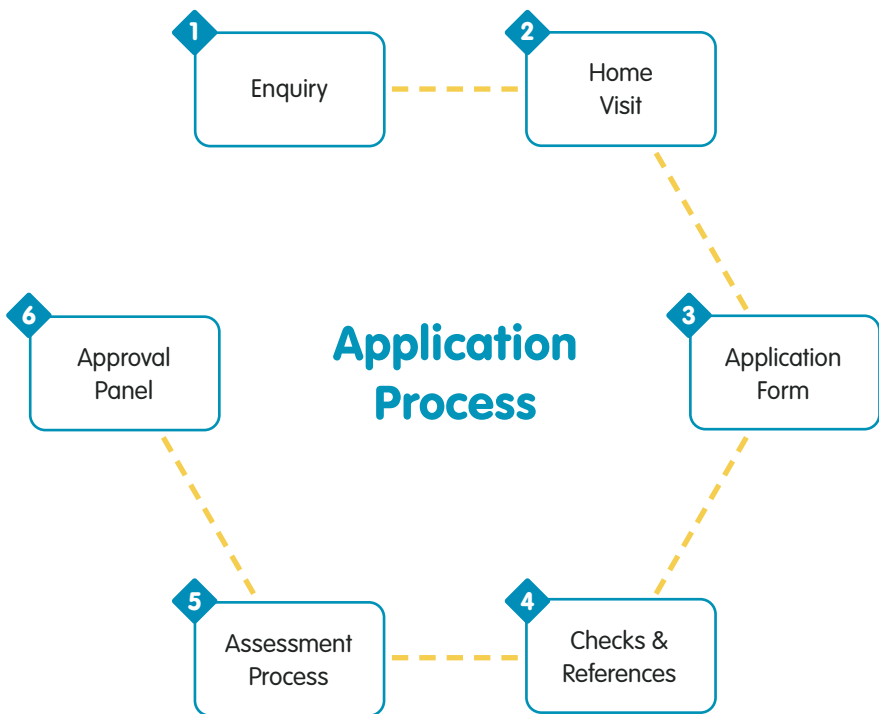 1
Enquiry
2
Home
Visit
3
Application
Form
4
Checks &
References
5
Assessment
Process
6
Approval
Panel
Application
Process